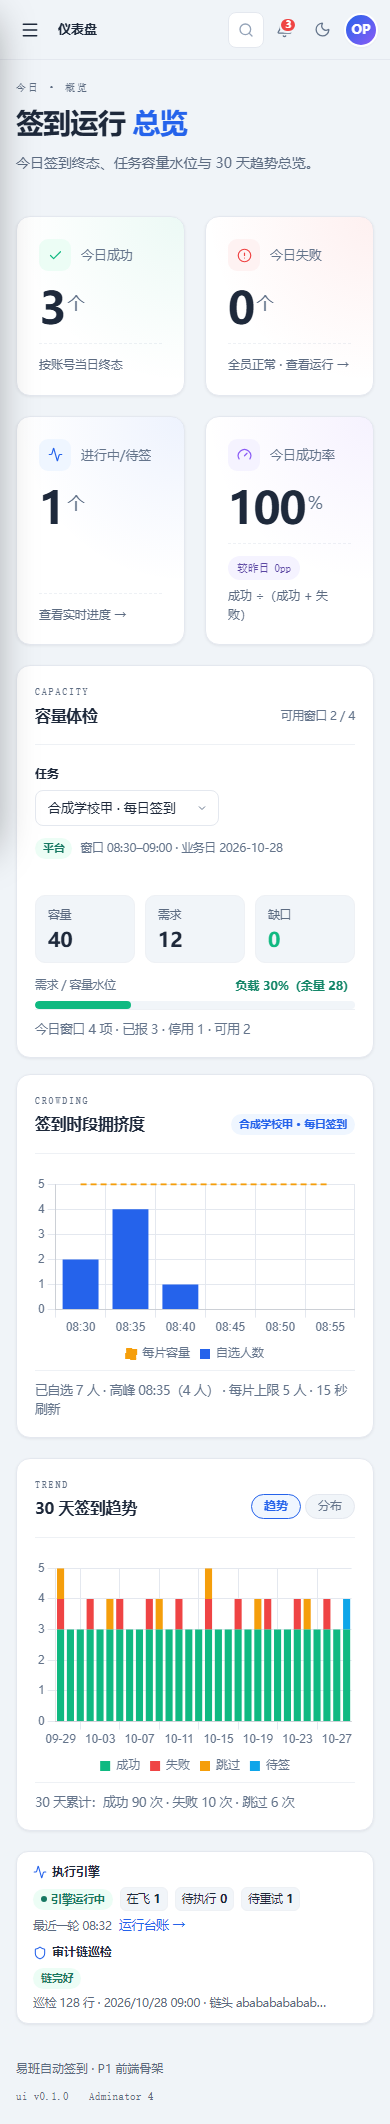 仪表盘
3
OP
今日 · 概览
签到运行 总览
今日签到终态、任务容量水位与 30 天趋势总览。
今日成功
3个
按账号当日终态
今日失败
0个
全员正常 · 查看运行 →
进行中/待签
1个
查看实时进度 →
今日成功率
100%
较昨日 0pp
成功 ÷（成功 + 失
败）
CAPACITY
容量体检
可用窗口 2 / 4
任务
合成学校甲 · 每日签到
平台 窗口 08:30–09:00 · 业务日 2026-10-28
容量
40
需求
12
缺口
0
需求 / 容量水位
负载 30%（余量 28）
今日窗口 4 项 · 已报 3 · 停用 1 · 可用 2
CROWDING
签到时段拥挤度
合成学校甲 • 每日签到
5
4
3
2
1
0
08:30 08:35 08:40 08:45 08:50 08:55
每片容量 自选人数
已自选 7 人 · 高峰 08:35（4 人） · 每片上限 5 人 · 15 秒
刷新
TREND
30 天签到趋势
趋势 分布
5
4
3
2
1
0
09-29 10-03 10-07 10-11 10-15 10-19 10-23 10-27
成功 失败 跳过 待签
30 天累计：成功 90 次 · 失败 10 次 · 跳过 6 次
执行引擎
引擎运行中 在飞 1 待执行 0 待重试 1
最近一轮 08:32 运行台账 →
审计链巡检
链完好
巡检 128 行 · 2026/10/28 09:00 · 链头 abababababab…
易班自动签到 · P1 前端骨架
ui v0.1.0 Adminator 4